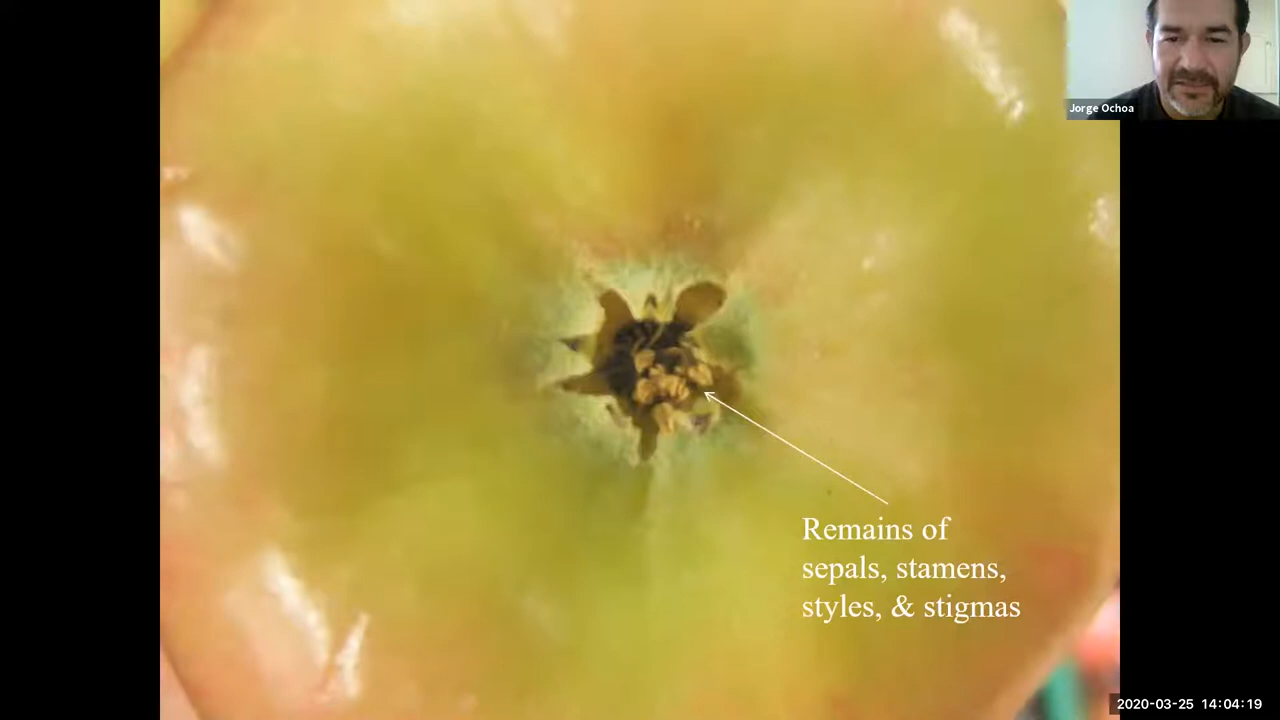 Jorge Ochoa
Remains of
sepals, stamens,
styles, & stigmas
2020-03-25 14:04:19